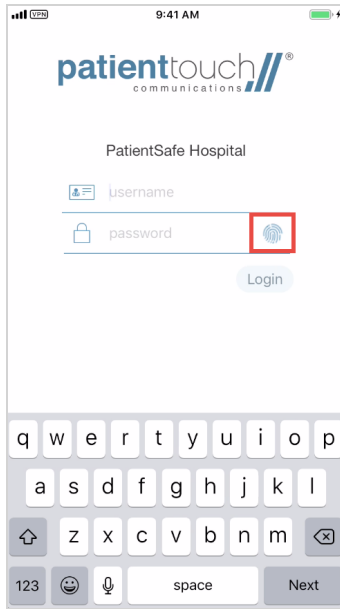 VPN 9:41 AM
patienttouch®
communications
PatientSafe Hospital
username
password
Login
q w e r t y u i o p
a s d f g h j k l
z x c v b n m
123 space Next